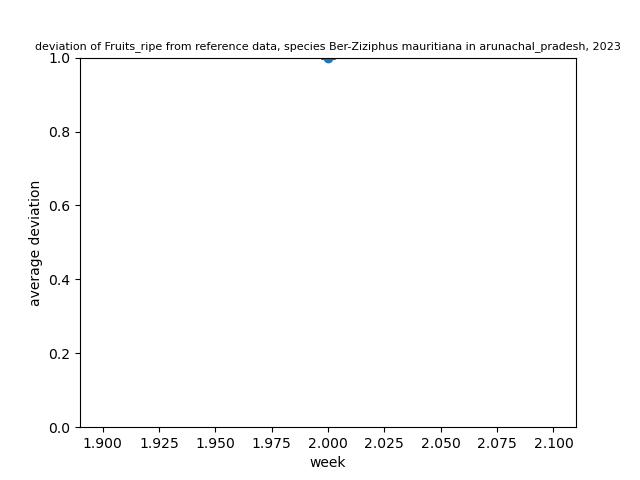 deviation of Fruits_ripe from reference data, species Ber-Ziziphus mauritiana in arunachal_pradesh, 2023
1.0
0.8
0.6
0.4
0.2
0.0
average deviation
1.900 1.925 1.950 1.975 2.000 2.025 2.050 2.075 2.100
week